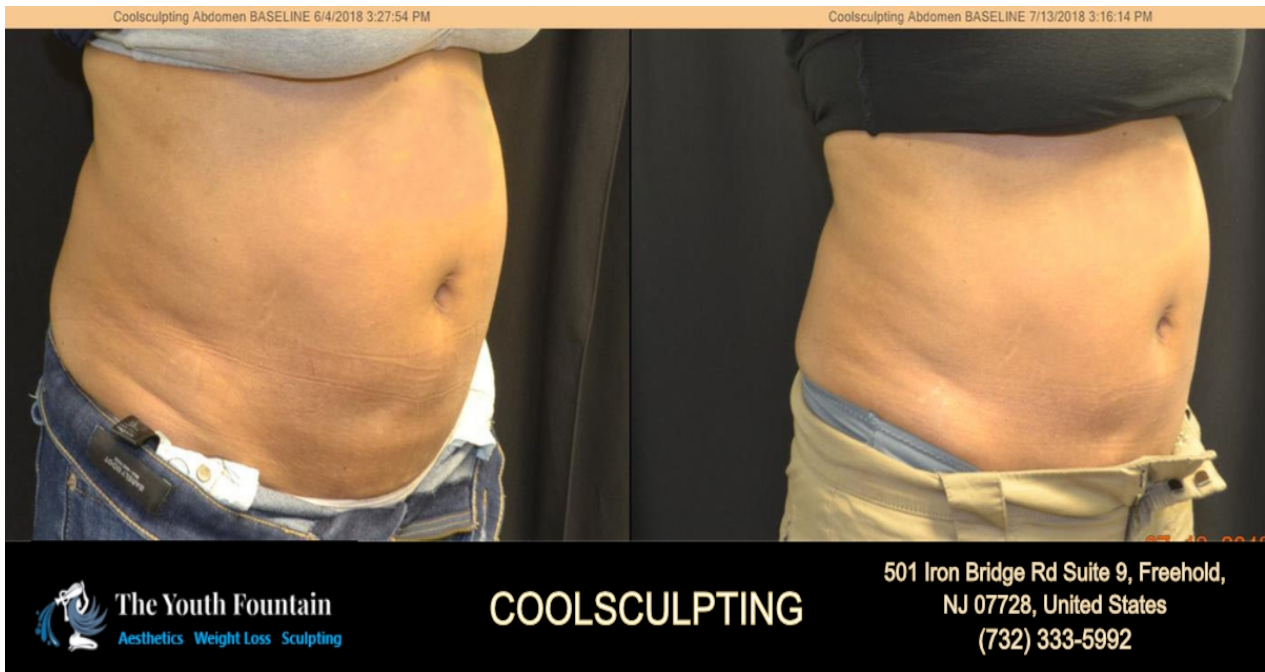 Coolsculpting Abdomen BASELINE 6/4/2018 3:27:54 PM
Coolsculpting Abdomen BASELINE 7/13/2018 3:16:14 PM
The Youth Fountain
Aesthetics Weight Loss Sculpting
COOLSCULPTING
501 Iron Bridge Rd Suite 9, Freehold,
NJ 07728, United States
(732) 333-5992